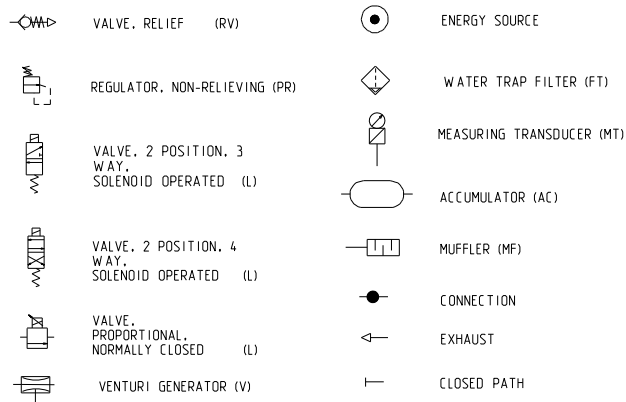 VALVE, RELIEF (RV)
REGULATOR, NON-RELIEVING (PR)
VALVE, 2 POSITION, 3
WAY,
SOLENOID OPERATED (L)
VALVE, 2 POSITION, 4
WAY,
SOLENOID OPERATED (L)
VALVE,
PROPORTIONAL,
NORMALLY CLOSED (L)
VENTURI GENERATOR (V)
ENERGY SOURCE
WATER TRAP FILTER (FT)
MEASURING TRANSDUCER (MT)
ACCUMULATOR (AC)
MUFFLER (MF)
CONNECTION
EXHAUST
CLOSED PATH